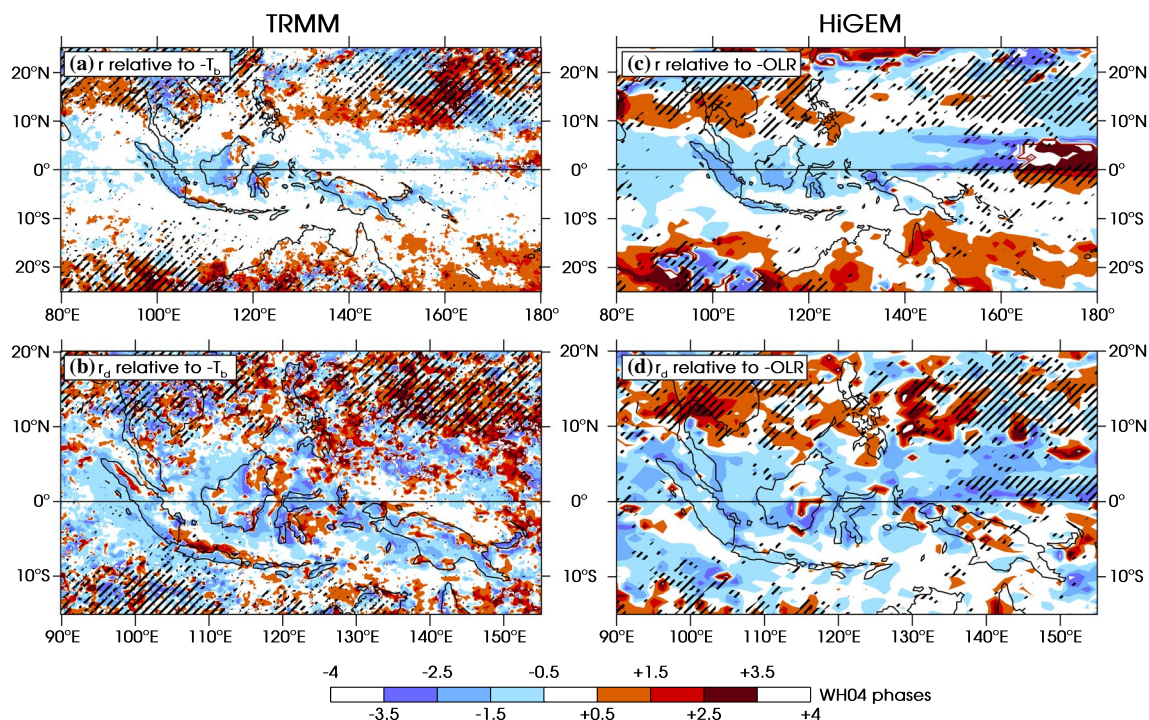 TRMM HiGEM
(a) r relative to -Tb
(c) r relative to -OLR
20°N 20°N
10°N 10°N
0° 0°
10°S 10°S
20°S 20°S
80°E 100°E 120°E 140°E 160°E 180° 80°E 100°E 120°E 140°E 160°E 180°
(b) rd relative to -Tb
(d) rd relative to -OLR
20°N 20°N
10°N 10°N
0° 0°
10°S 10°S
90°E 100°E 110°E 120°E 130°E 140°E 150°E 90°E 100°E 110°E 120°E 130°E 140°E 150°E
-4 -2.5 -0.5 +1.5 +3.5
WH04 phases
-3.5 -1.5 +0.5 +2.5 +4